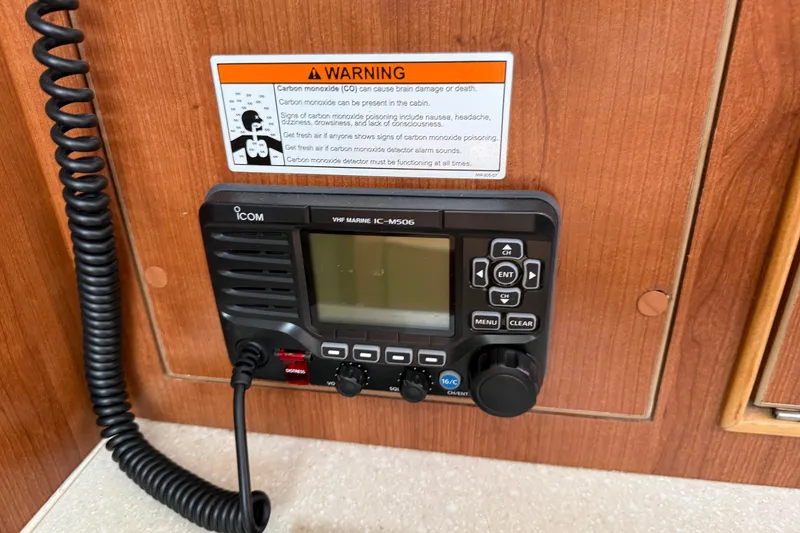 WARNING
Carbon monoxide (CO) can cause brain damage or death.
Carbon monoxide can be present in the cabin.
Signs of carbon monoxide poisoning include nausea, headache,
dizziness, drowsiness, and lack of consciousness.
Get fresh air if anyone shows signs of carbon monoxide poisoning.
Get fresh air if carbon monoxide detector alarm sounds.
Carbon monoxide detector must be functioning at all times.
ICOM
VHF MARINE IC-M506
CH
ENT
CH
MENU CLEAR
DISTRESS
VO
SQ
16/C
CH/ENT